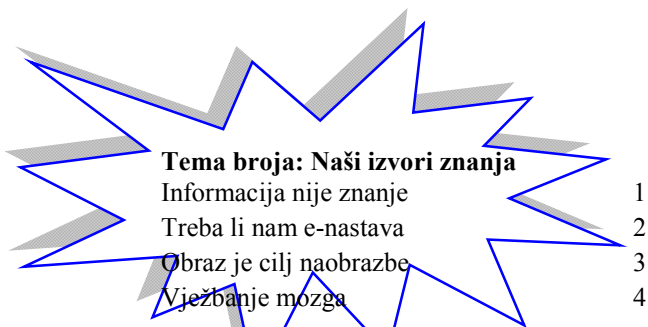 Tema broja: Naši izvori znanja
Informacija nije znanje 1
Treba li nam e-nastava 2
Obraz je cilj naobrazbe 3
Vježbanje mozga 4